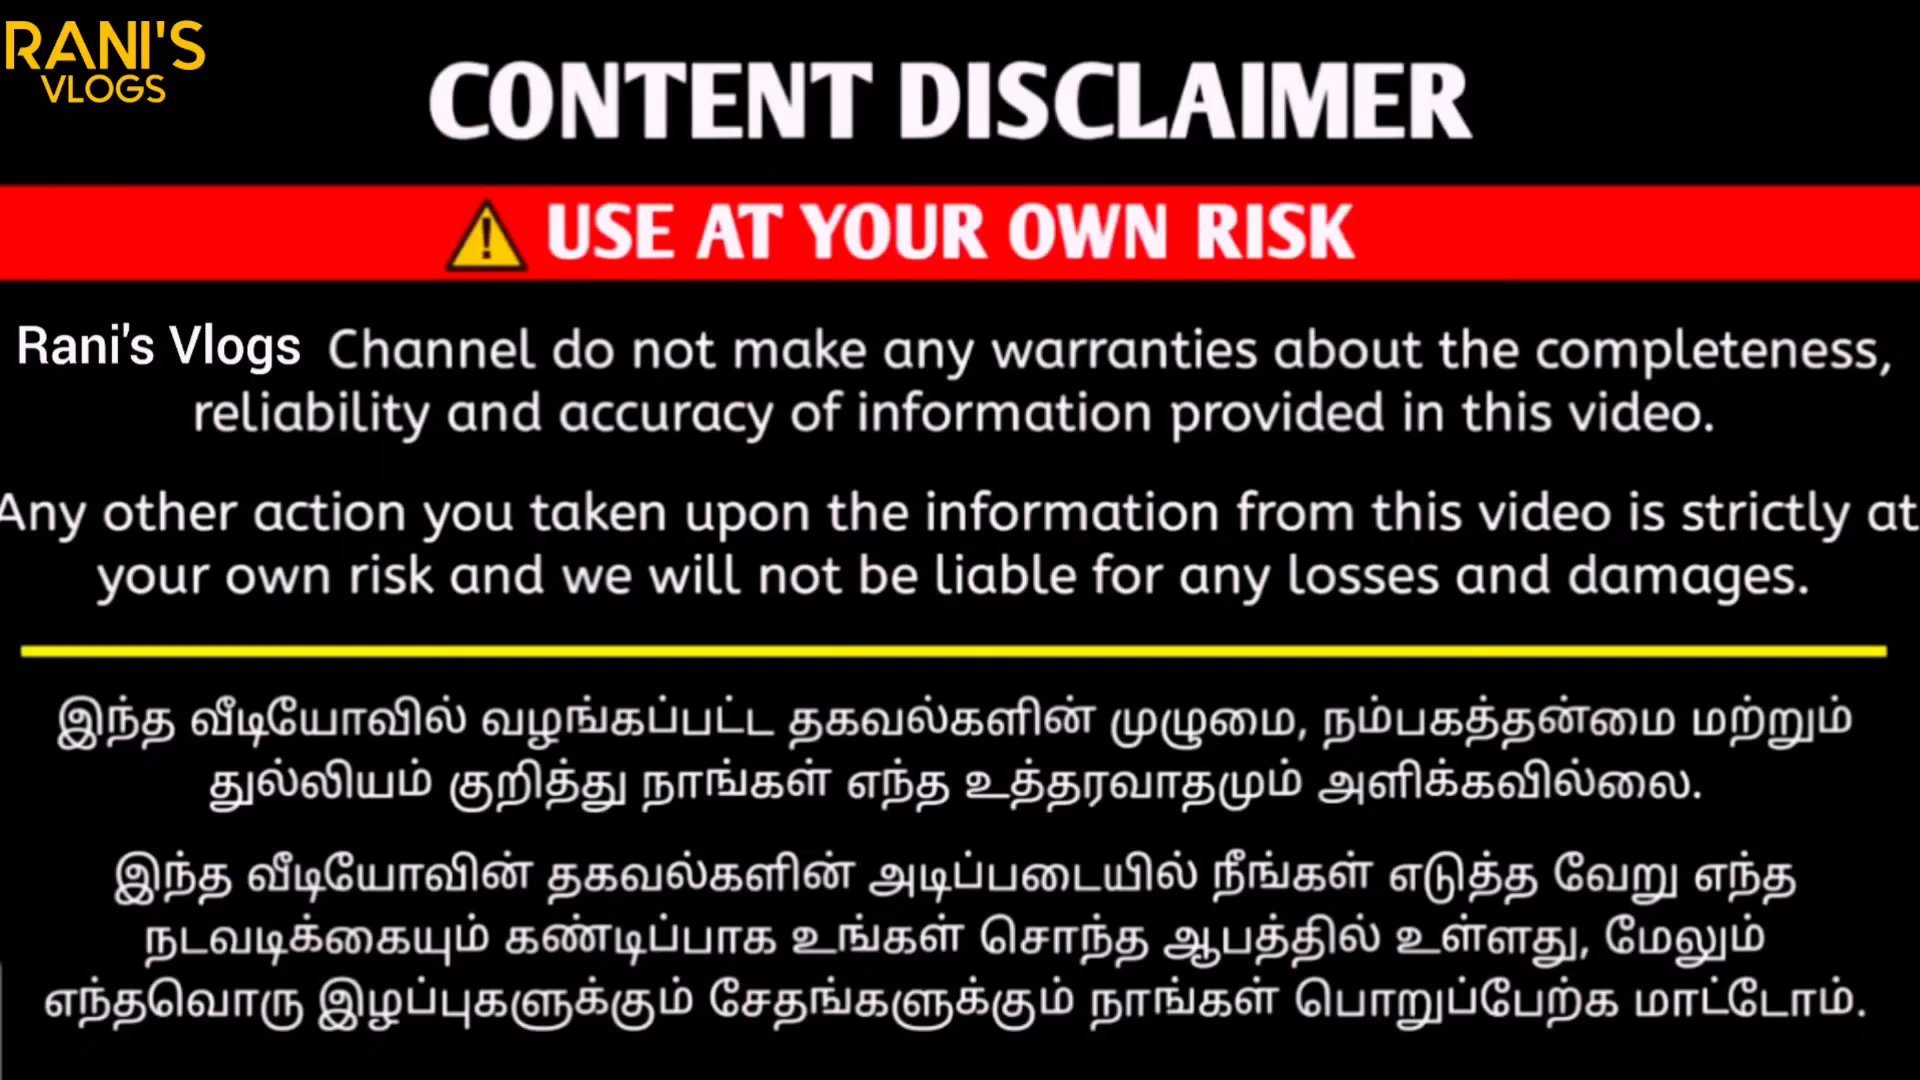 RANI'S
VLOGS
CONTENT DISCLAIMER
USE AT YOUR OWN RISK
Rani's Vlogs Channel do not make any warranties about the completeness,
reliability and accuracy of information provided in this video.
Any other action you taken upon the information from this video is strictly at
your own risk and we will not be liable for any losses and damages.
இந்த வீடியோவில் வழங்கப்பட்ட தகவல்களின் முழுமை, நம்பகத்தன்மை மற்றும்
துல்லியம் குறித்து நாங்கள் எந்த உத்தரவாதமும் அளிக்கவில்லை.
இந்த வீடியோவின் தகவல்களின் அடிப்படையில் நீங்கள் எடுத்த வேறு எந்த
நடவடிக்கையும் கண்டிப்பாக உங்கள் சொந்த ஆபத்தில் உள்ளது, மேலும்
எந்தவொரு இழப்புகளுக்கும் சேதங்களுக்கும் நாங்கள் பொறுப்பேற்க மாட்டோம்.